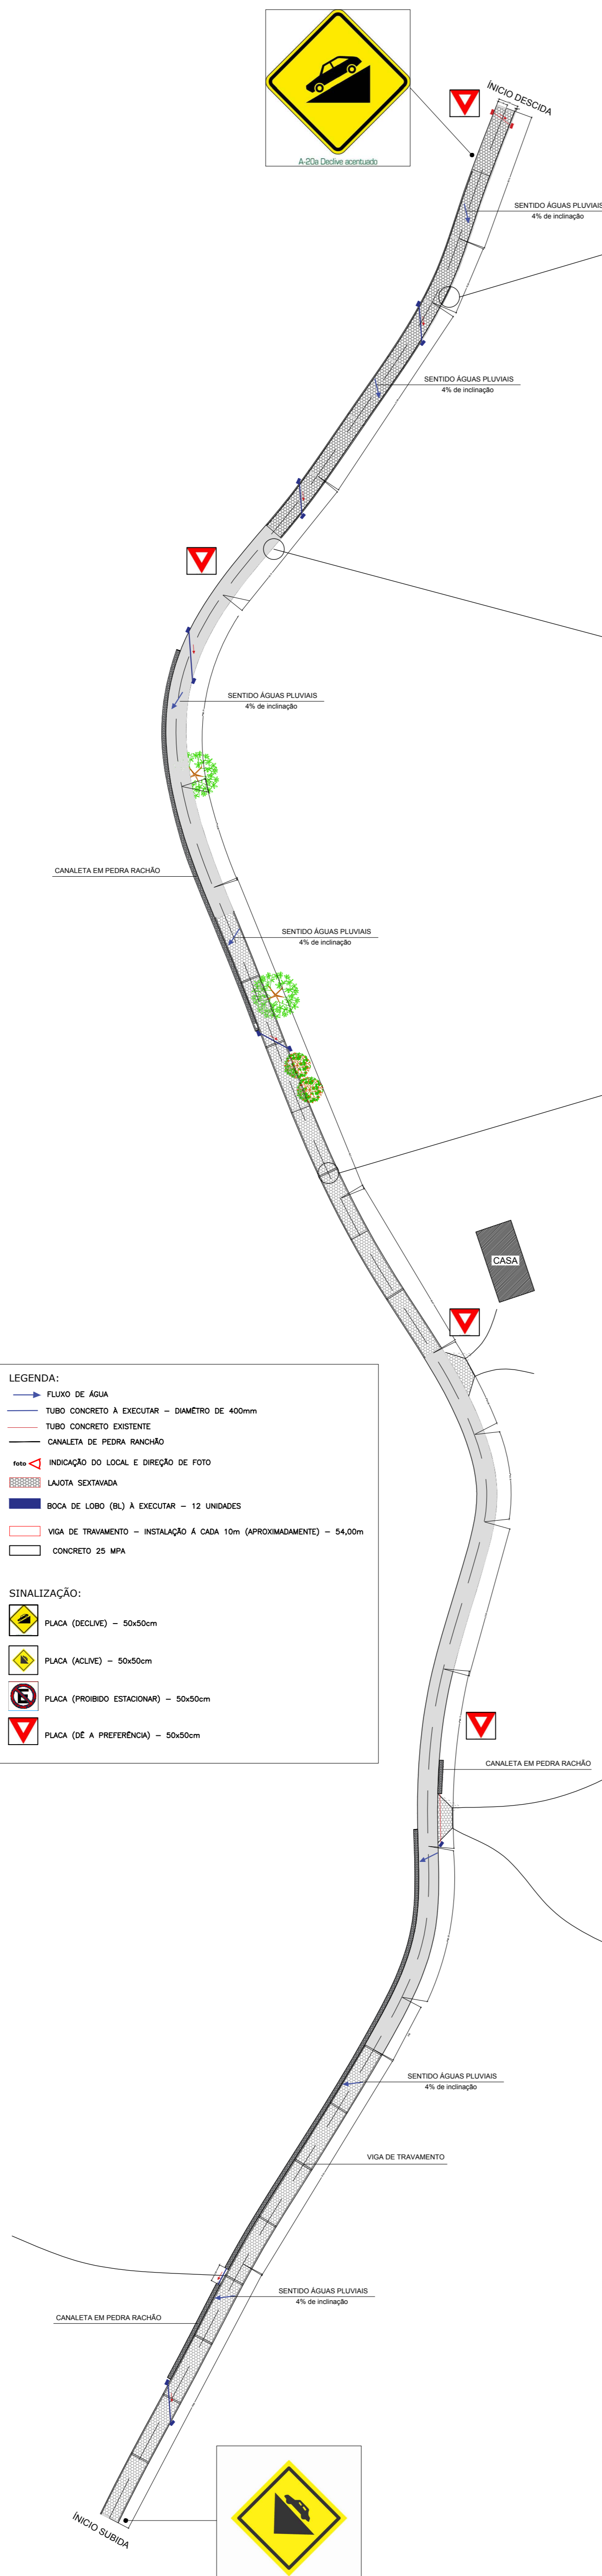 ÍNICIO DESCIDA
A-20a Declive acentuado
SENTIDO ÁGUAS PLUVIAIS
4% de inclinação
SENTIDO ÁGUAS PLUVIAIS
4% de inclinação
SENTIDO ÁGUAS PLUVIAIS
4% de inclinação
CANALETA EM PEDRA RACHÃO
SENTIDO ÁGUAS PLUVIAIS
4% de inclinação
CASA
LEGENDA:
FLUXO DE ÁGUA
TUBO CONCRETO À EXECUTAR – DIAMÊTRO DE 400mm
TUBO CONCRETO EXISTENTE
CANALETA DE PEDRA RANCHÃO
foto INDICAÇÃO DO LOCAL E DIREÇÃO DE FOTO
LAJOTA SEXTAVADA
BOCA DE LOBO (BL) À EXECUTAR – 12 UNIDADES
VIGA DE TRAVAMENTO – INSTALAÇÃO Á CADA 10m (APROXIMADAMENTE) – 54,00m
CONCRETO 25 MPA
SINALIZAÇÃO:
PLACA (DECLIVE) – 50x50cm
PLACA (ACLIVE) – 50x50cm
E PLACA (PROIBIDO ESTACIONAR) – 50x50cm
PLACA (DÊ A PREFERÊNCIA) – 50x50cm
CANALETA EM PEDRA RACHÃO
SENTIDO ÁGUAS PLUVIAIS
4% de inclinação
VIGA DE TRAVAMENTO
SENTIDO ÁGUAS PLUVIAIS
4% de inclinação
CANALETA EM PEDRA RACHÃO
ÍNICIO SUBIDA